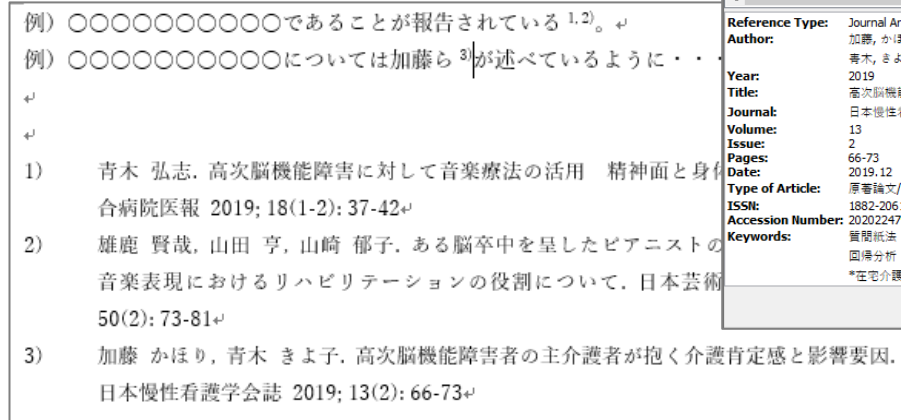 例）○○○○○○○○○○であることが報告されている 1, 2)。
例）○○○○○○○○○○については加藤ら 3)が述べているように・・・
1) 青木 弘志. 高次脳機能障害に対して音楽療法の活用　精神面と身
合病院医報 2019; 18(1-2): 37-42
2) 雄鹿 賢哉, 山田 亨, 山崎 郁子. ある脳卒中を呈したピアニストの
音楽表現におけるリハビリテーションの役割について. 日本芸術
50(2): 73-81
3) 加藤 かほり, 青木 きよ子. 高次脳機能障害者の主介護者が抱く介護肯定感と影響要因.
日本慢性看護学会誌 2019; 13(2): 66-73
Reference Type: Journal Ar
Author: 加藤, かほ
青木, きよ
Year: 2019
Title: 高次脳機能
Journal: 日本慢性看
Volume: 13
Issue: 2
Pages: 66-73
Date: 2019.12
Type of Article: 原著論文/
ISSN: 1882-2061
Accession Number: 20202247
Keywords: 質問紙法
回帰分析
*在宅介護